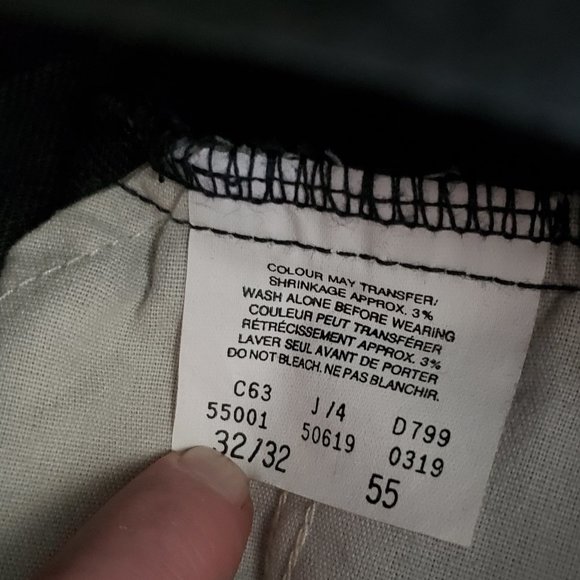 COLOUR MAY TRANSFER/
SHRINKAGE APPROX. 3%
WASH ALONE BEFORE WEARING
COULEUR PEUT TRANSFÉRER
RÉTRÉCISSEMENT APPROX. 3%
LAVER SEUL AVANT DE PORTER
DO NOT BLEACH. NE PAS BLANCHIR.
C63 J/4 D799
55001 50619 0319
32/32 55